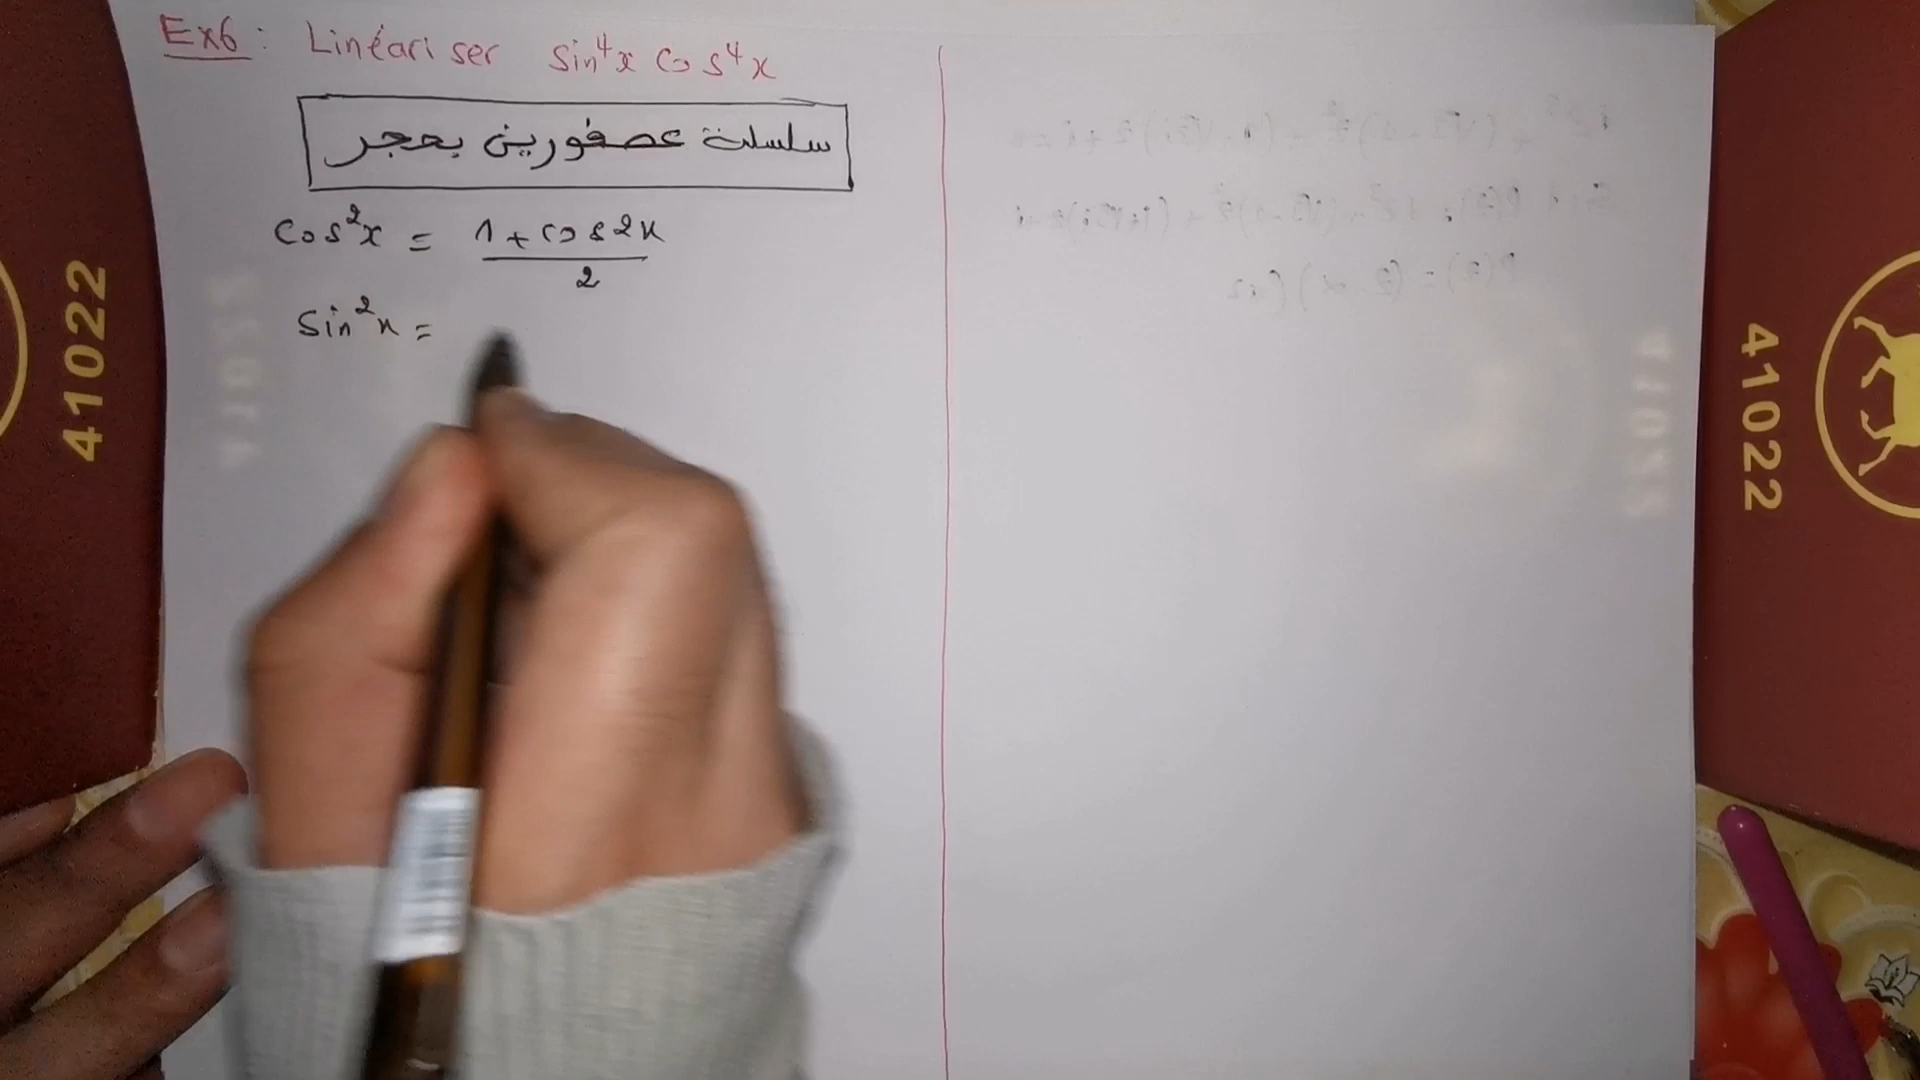 Ex6 : Linéariser sin⁴x cos⁴x
سلسلة عصفورين بحجر
cos²x = 1 + cos2x / 2
sin²x =
41022
41022